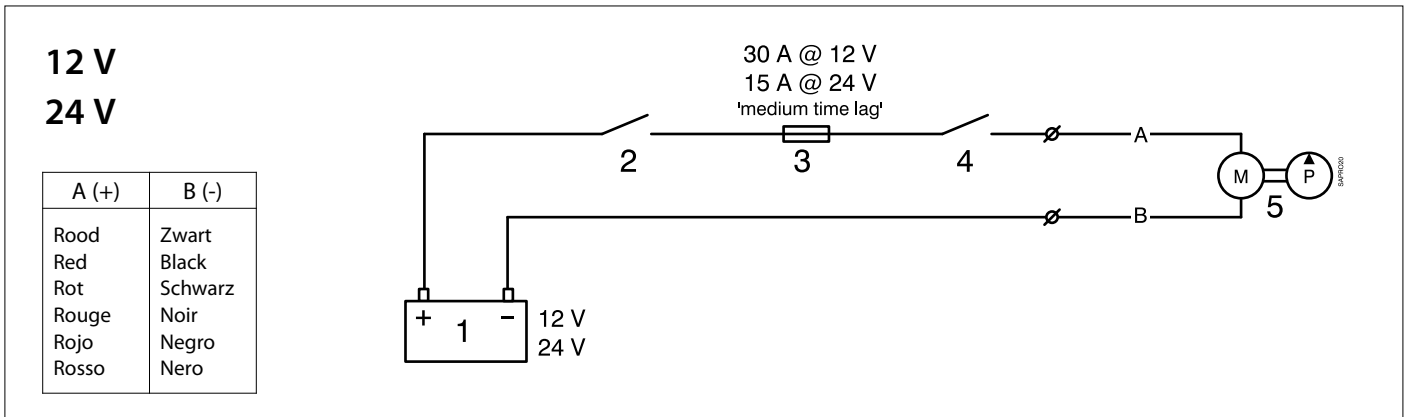 12 V
24 V
A (+) B (-)
Rood Zwart
Red Black
Rot Schwarz
Rouge Noir
Rojo Negro
Rosso Nero
30 A @ 12 V
15 A @ 24 V
'medium time lag'
2 3 4
A
B
M P
5
SAPRO20
+ 1 -
12 V
24 V